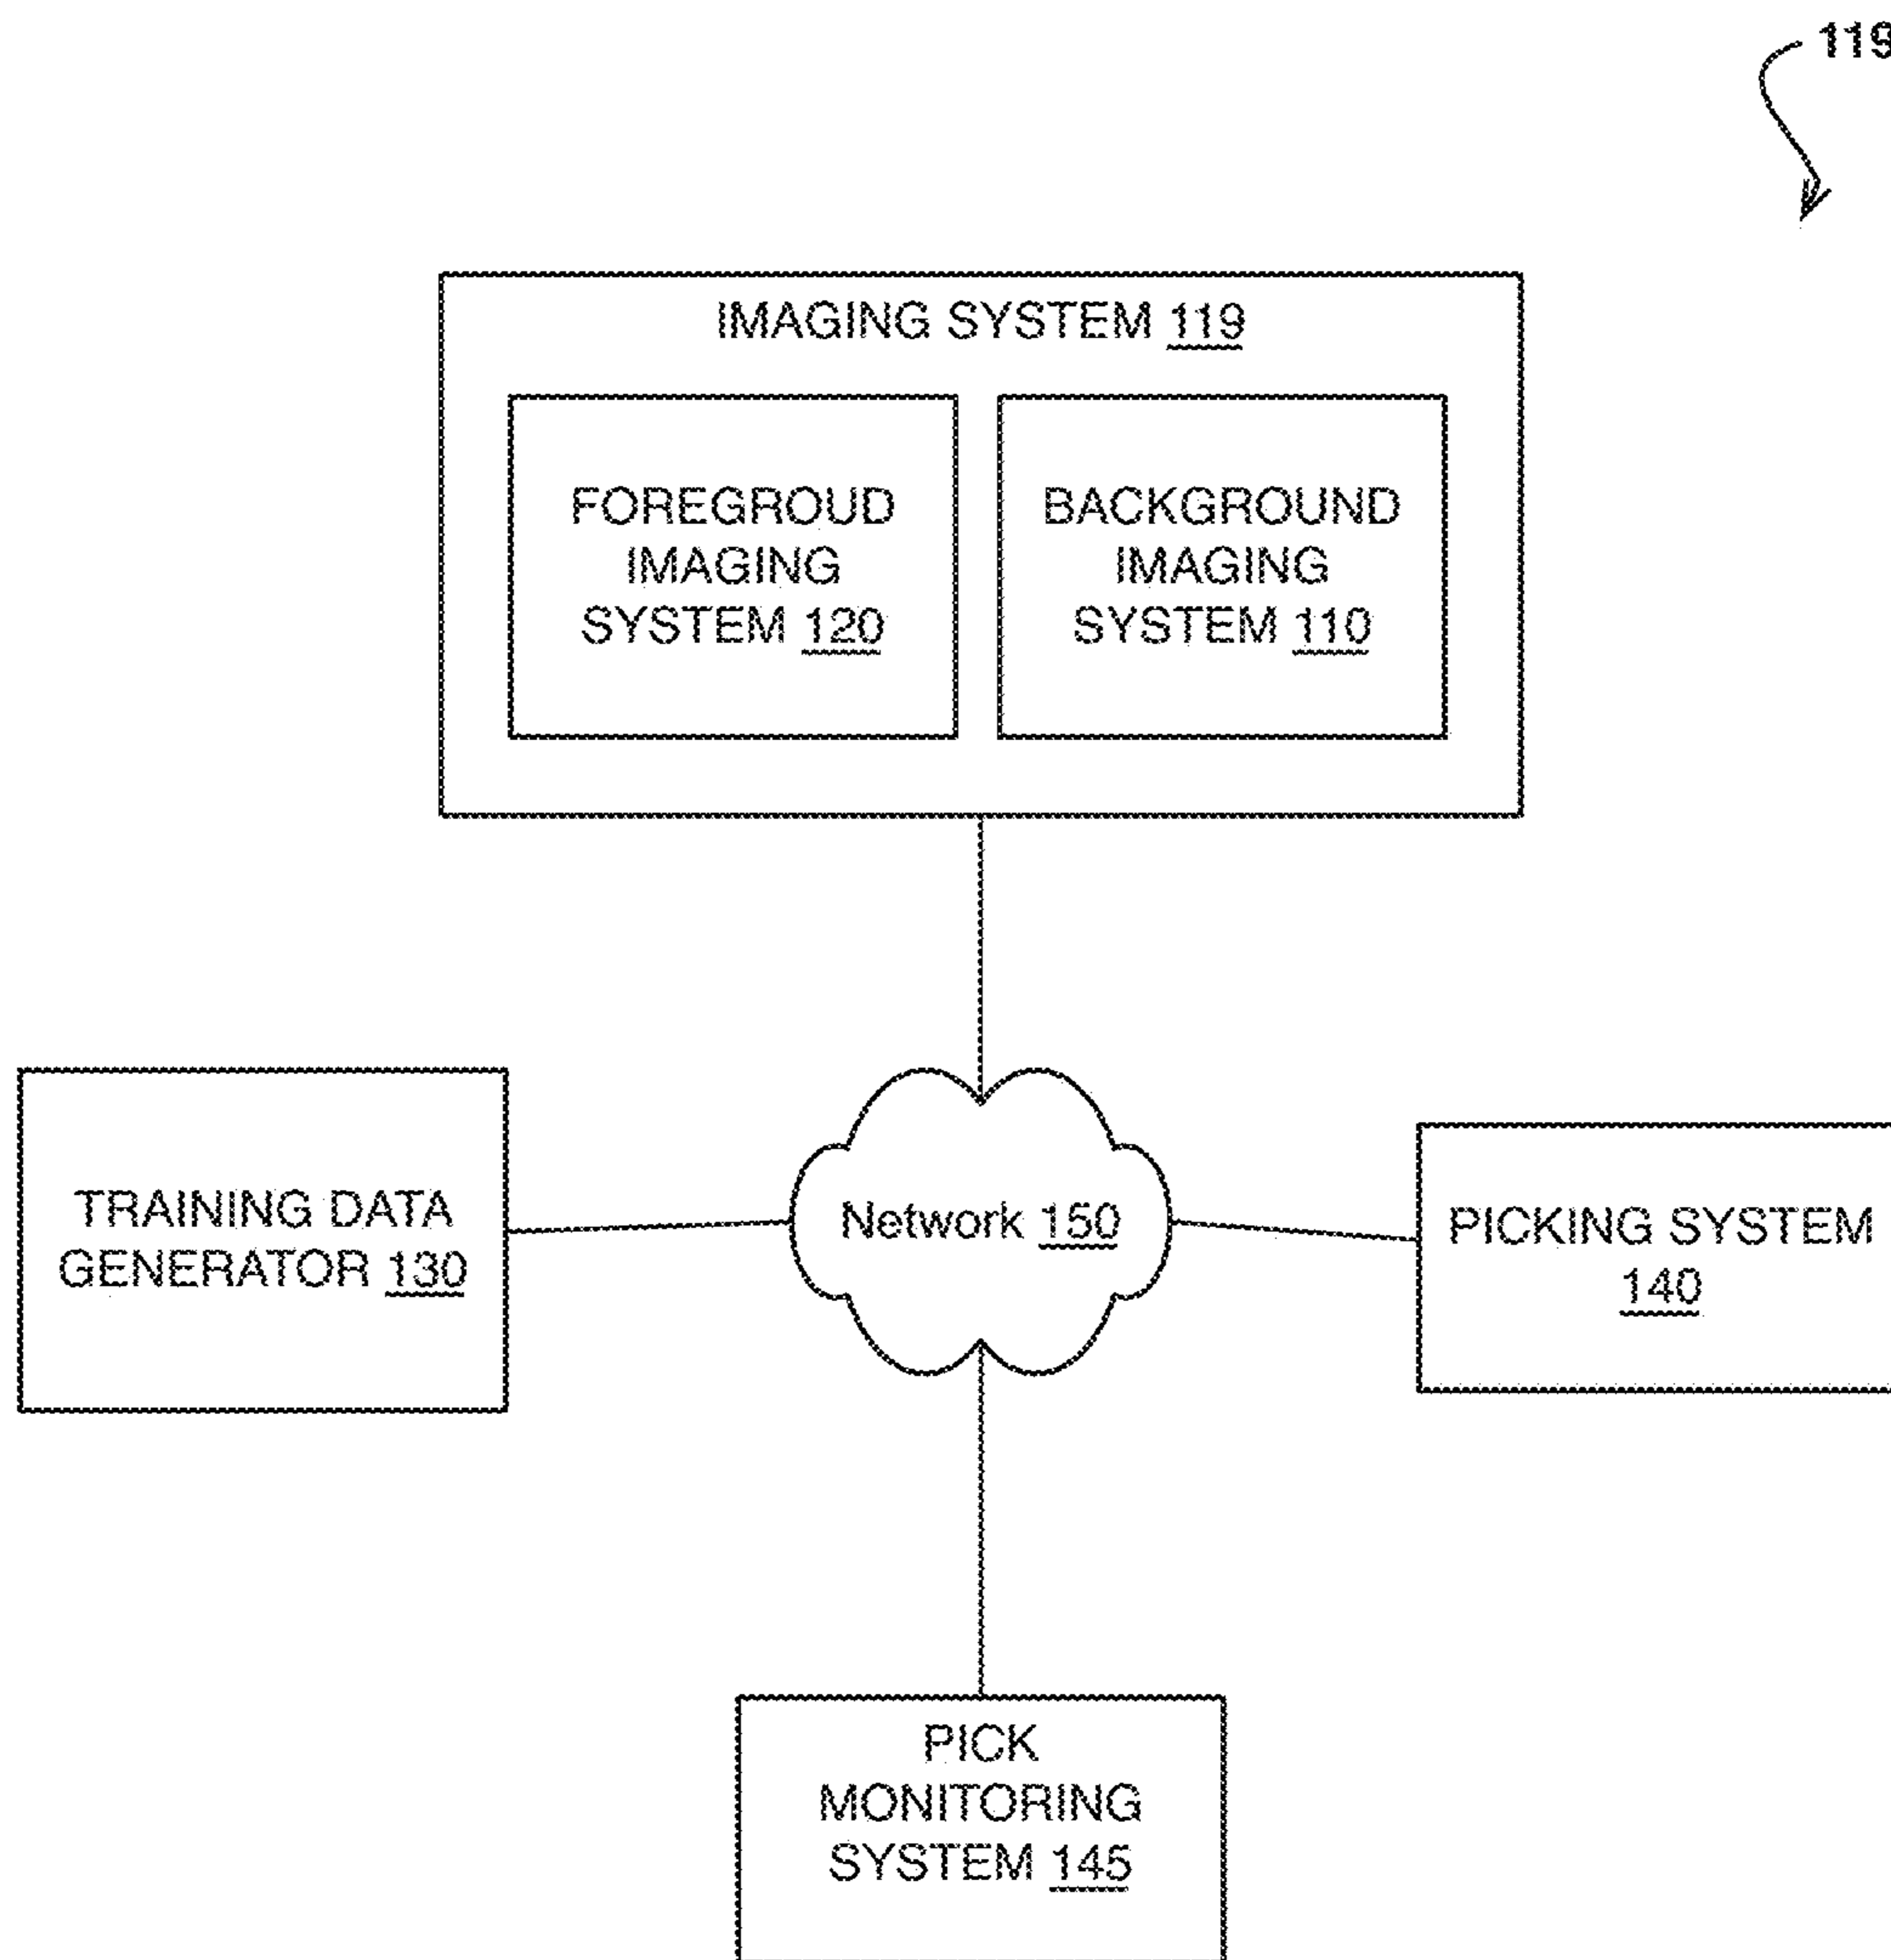 119
IMAGING SYSTEM 119
FOREGROUD
IMAGING
SYSTEM 120
BACKGROUND
IMAGING
SYSTEM 110
TRAINING DATA
GENERATOR 130
Network 150
PICKING SYSTEM
140
PICK
MONITORING
SYSTEM 145